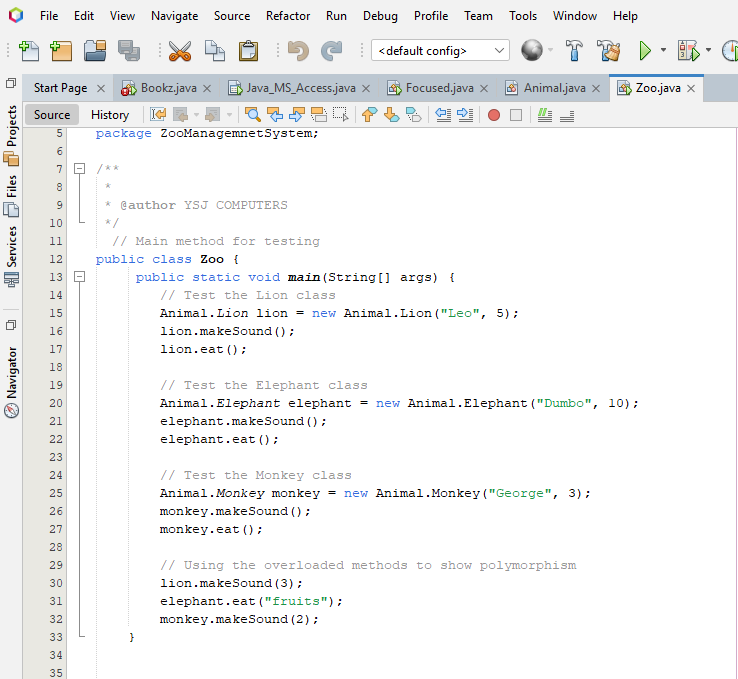 File Edit View Navigate Source Refactor Run Debug Profile Team Tools Window Help
<default config>
Start Page Bookz.java Java_MS_Access.java Focused.java Animal.java Zoo.java
Source History
Projects
Files
Services
Navigator
5 package ZooManagemnetSystem;
6
7 /**
8 *
9 * @author YSJ COMPUTERS
10 */
11 // Main method for testing
12 public class Zoo {
13 public static void main(String[] args) {
14 // Test the Lion class
15 Animal.Lion lion = new Animal.Lion("Leo", 5);
16 lion.makeSound();
17 lion.eat();
18
19 // Test the Elephant class
20 Animal.Elephant elephant = new Animal.Elephant("Dumbo", 10);
21 elephant.makeSound();
22 elephant.eat();
23
24 // Test the Monkey class
25 Animal.Monkey monkey = new Animal.Monkey("George", 3);
26 monkey.makeSound();
27 monkey.eat();
28
29 // Using the overloaded methods to show polymorphism
30 lion.makeSound(3);
31 elephant.eat("fruits");
32 monkey.makeSound(2);
33 }
34
35